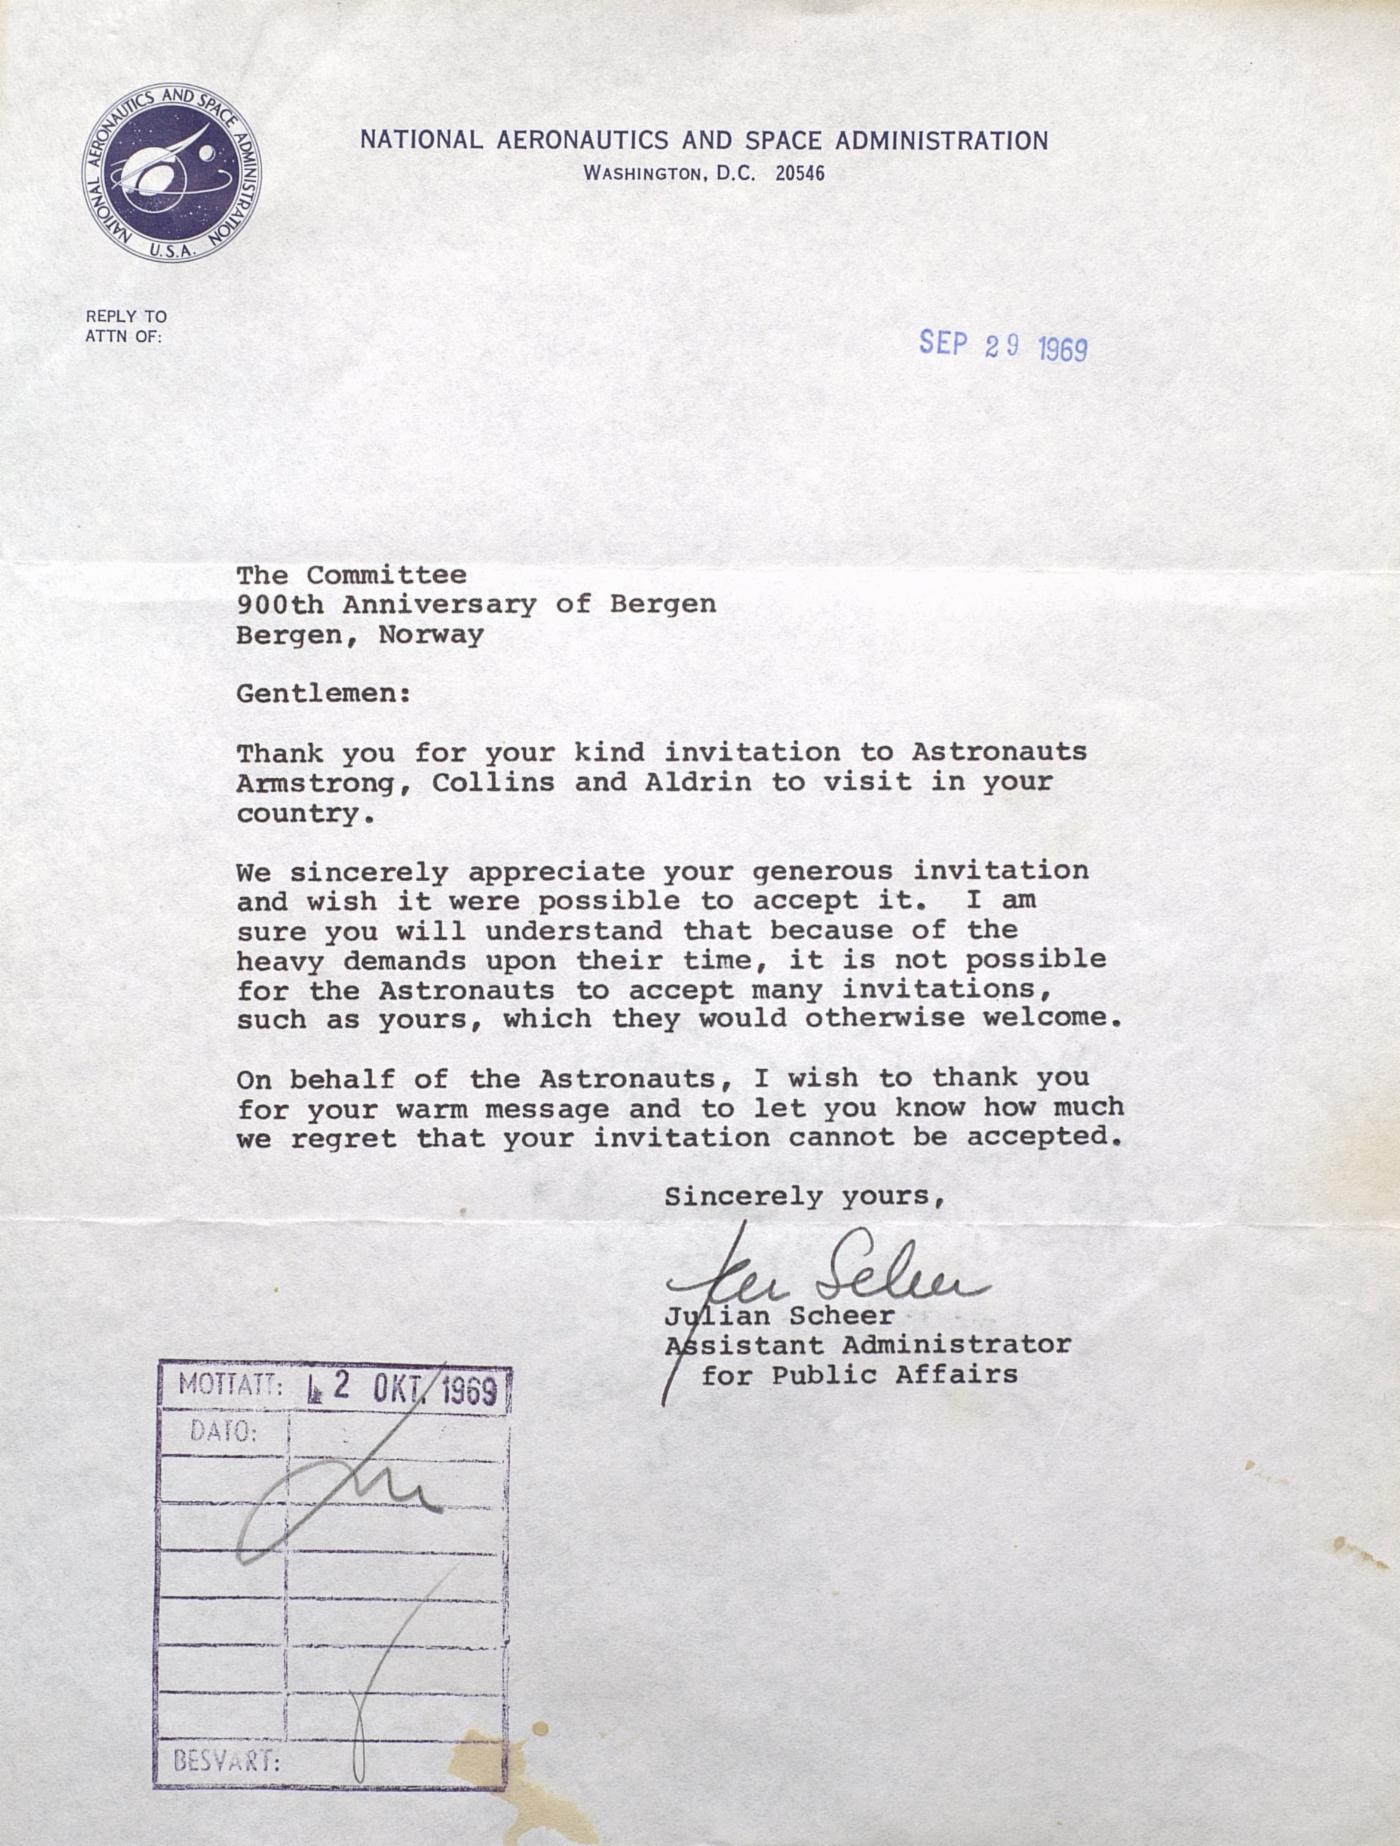 NATIONAL AERONAUTICS AND SPACE ADMINISTRATION
U.S.A.
NATIONAL AERONAUTICS AND SPACE ADMINISTRATION
WASHINGTON, D.C. 20546
REPLY TO
ATTN OF:
SEP 29 1969
The Committee
900th Anniversary of Bergen
Bergen, Norway
Gentlemen:
Thank you for your kind invitation to Astronauts
Armstrong, Collins and Aldrin to visit in your
country.
We sincerely appreciate your generous invitation
and wish it were possible to accept it. I am
sure you will understand that because of the
heavy demands upon their time, it is not possible
for the Astronauts to accept many invitations,
such as yours, which they would otherwise welcome.
On behalf of the Astronauts, I wish to thank you
for your warm message and to let you know how much
we regret that your invitation cannot be accepted.
Sincerely yours,
Scheer
Julian Scheer
Assistant Administrator
for Public Affairs
MOTTATT: 2 OKT. 1969
DATO:
BESVART: